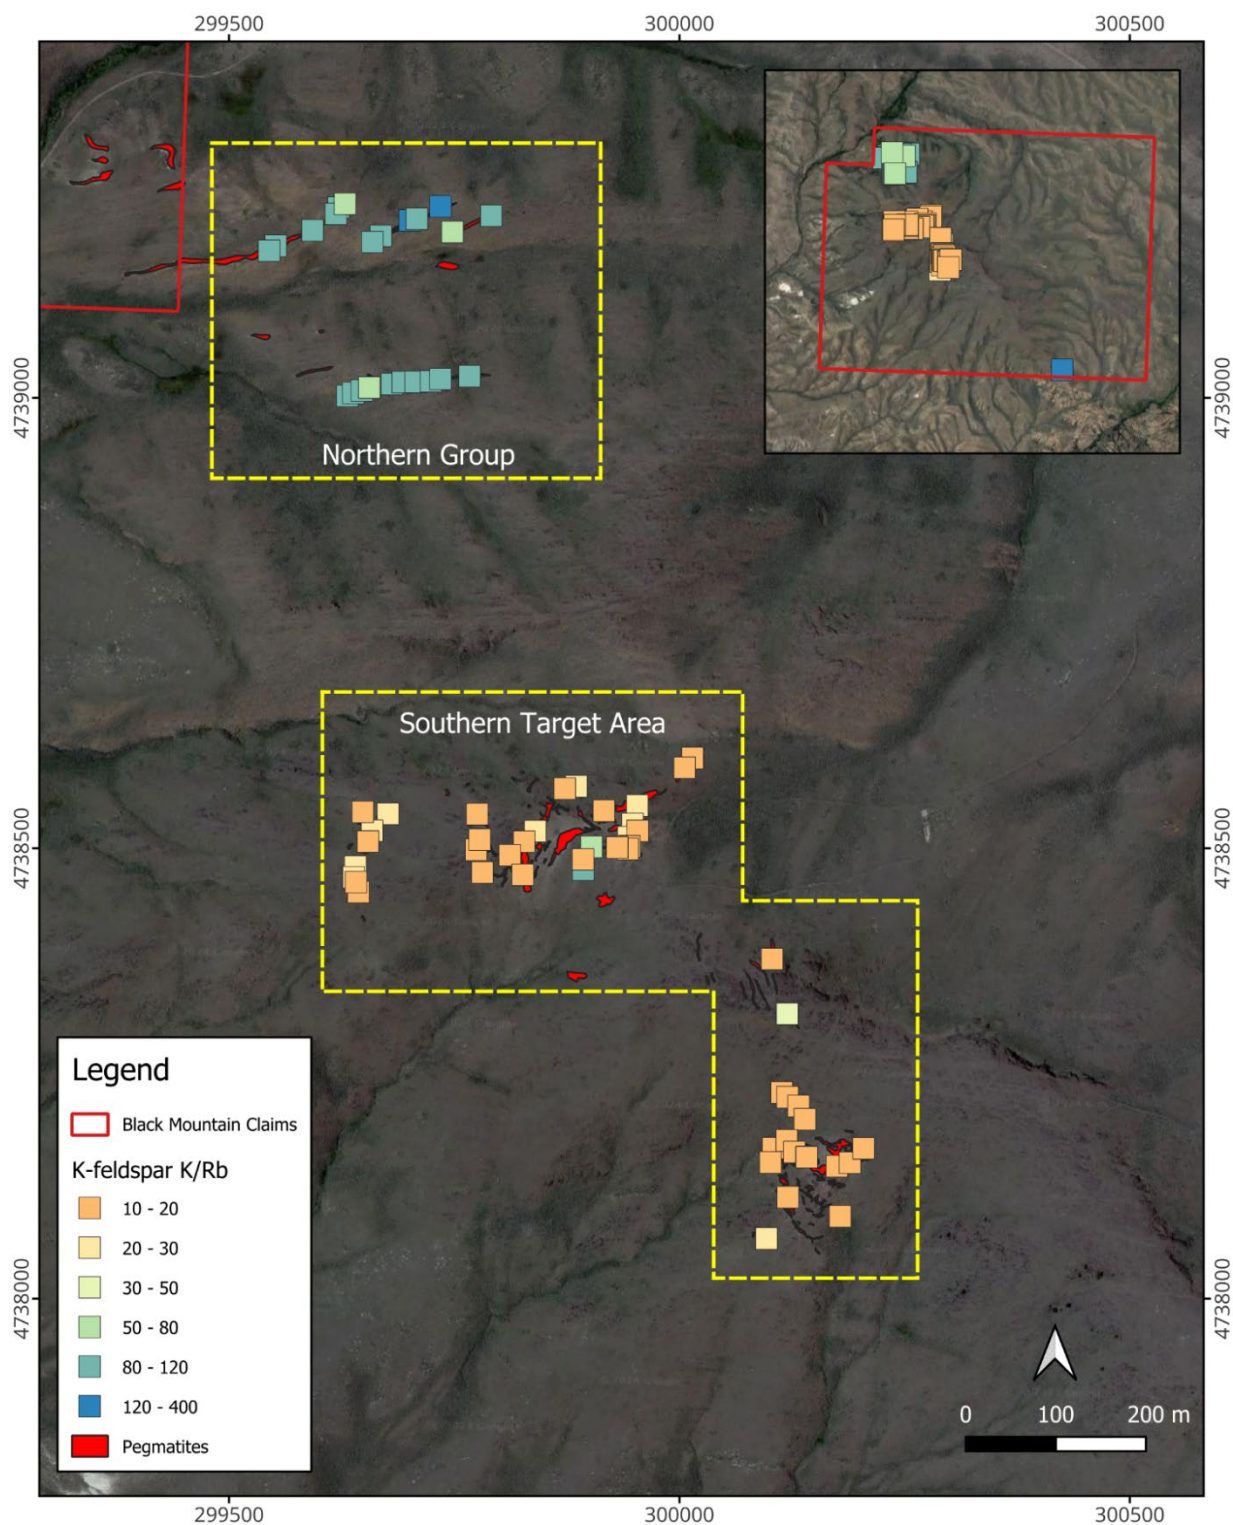 299500
300000
300500
4739000
4739000
Northern Group
Southern Target Area
4738500
4738500
Legend
Black Mountain Claims
K-feldspar K/Rb
10 - 20
20 - 30
30 - 50
50 - 80
80 - 120
120 - 400
Pegmatites
4738000
4738000
0 100 200 m
299500
300000
300500